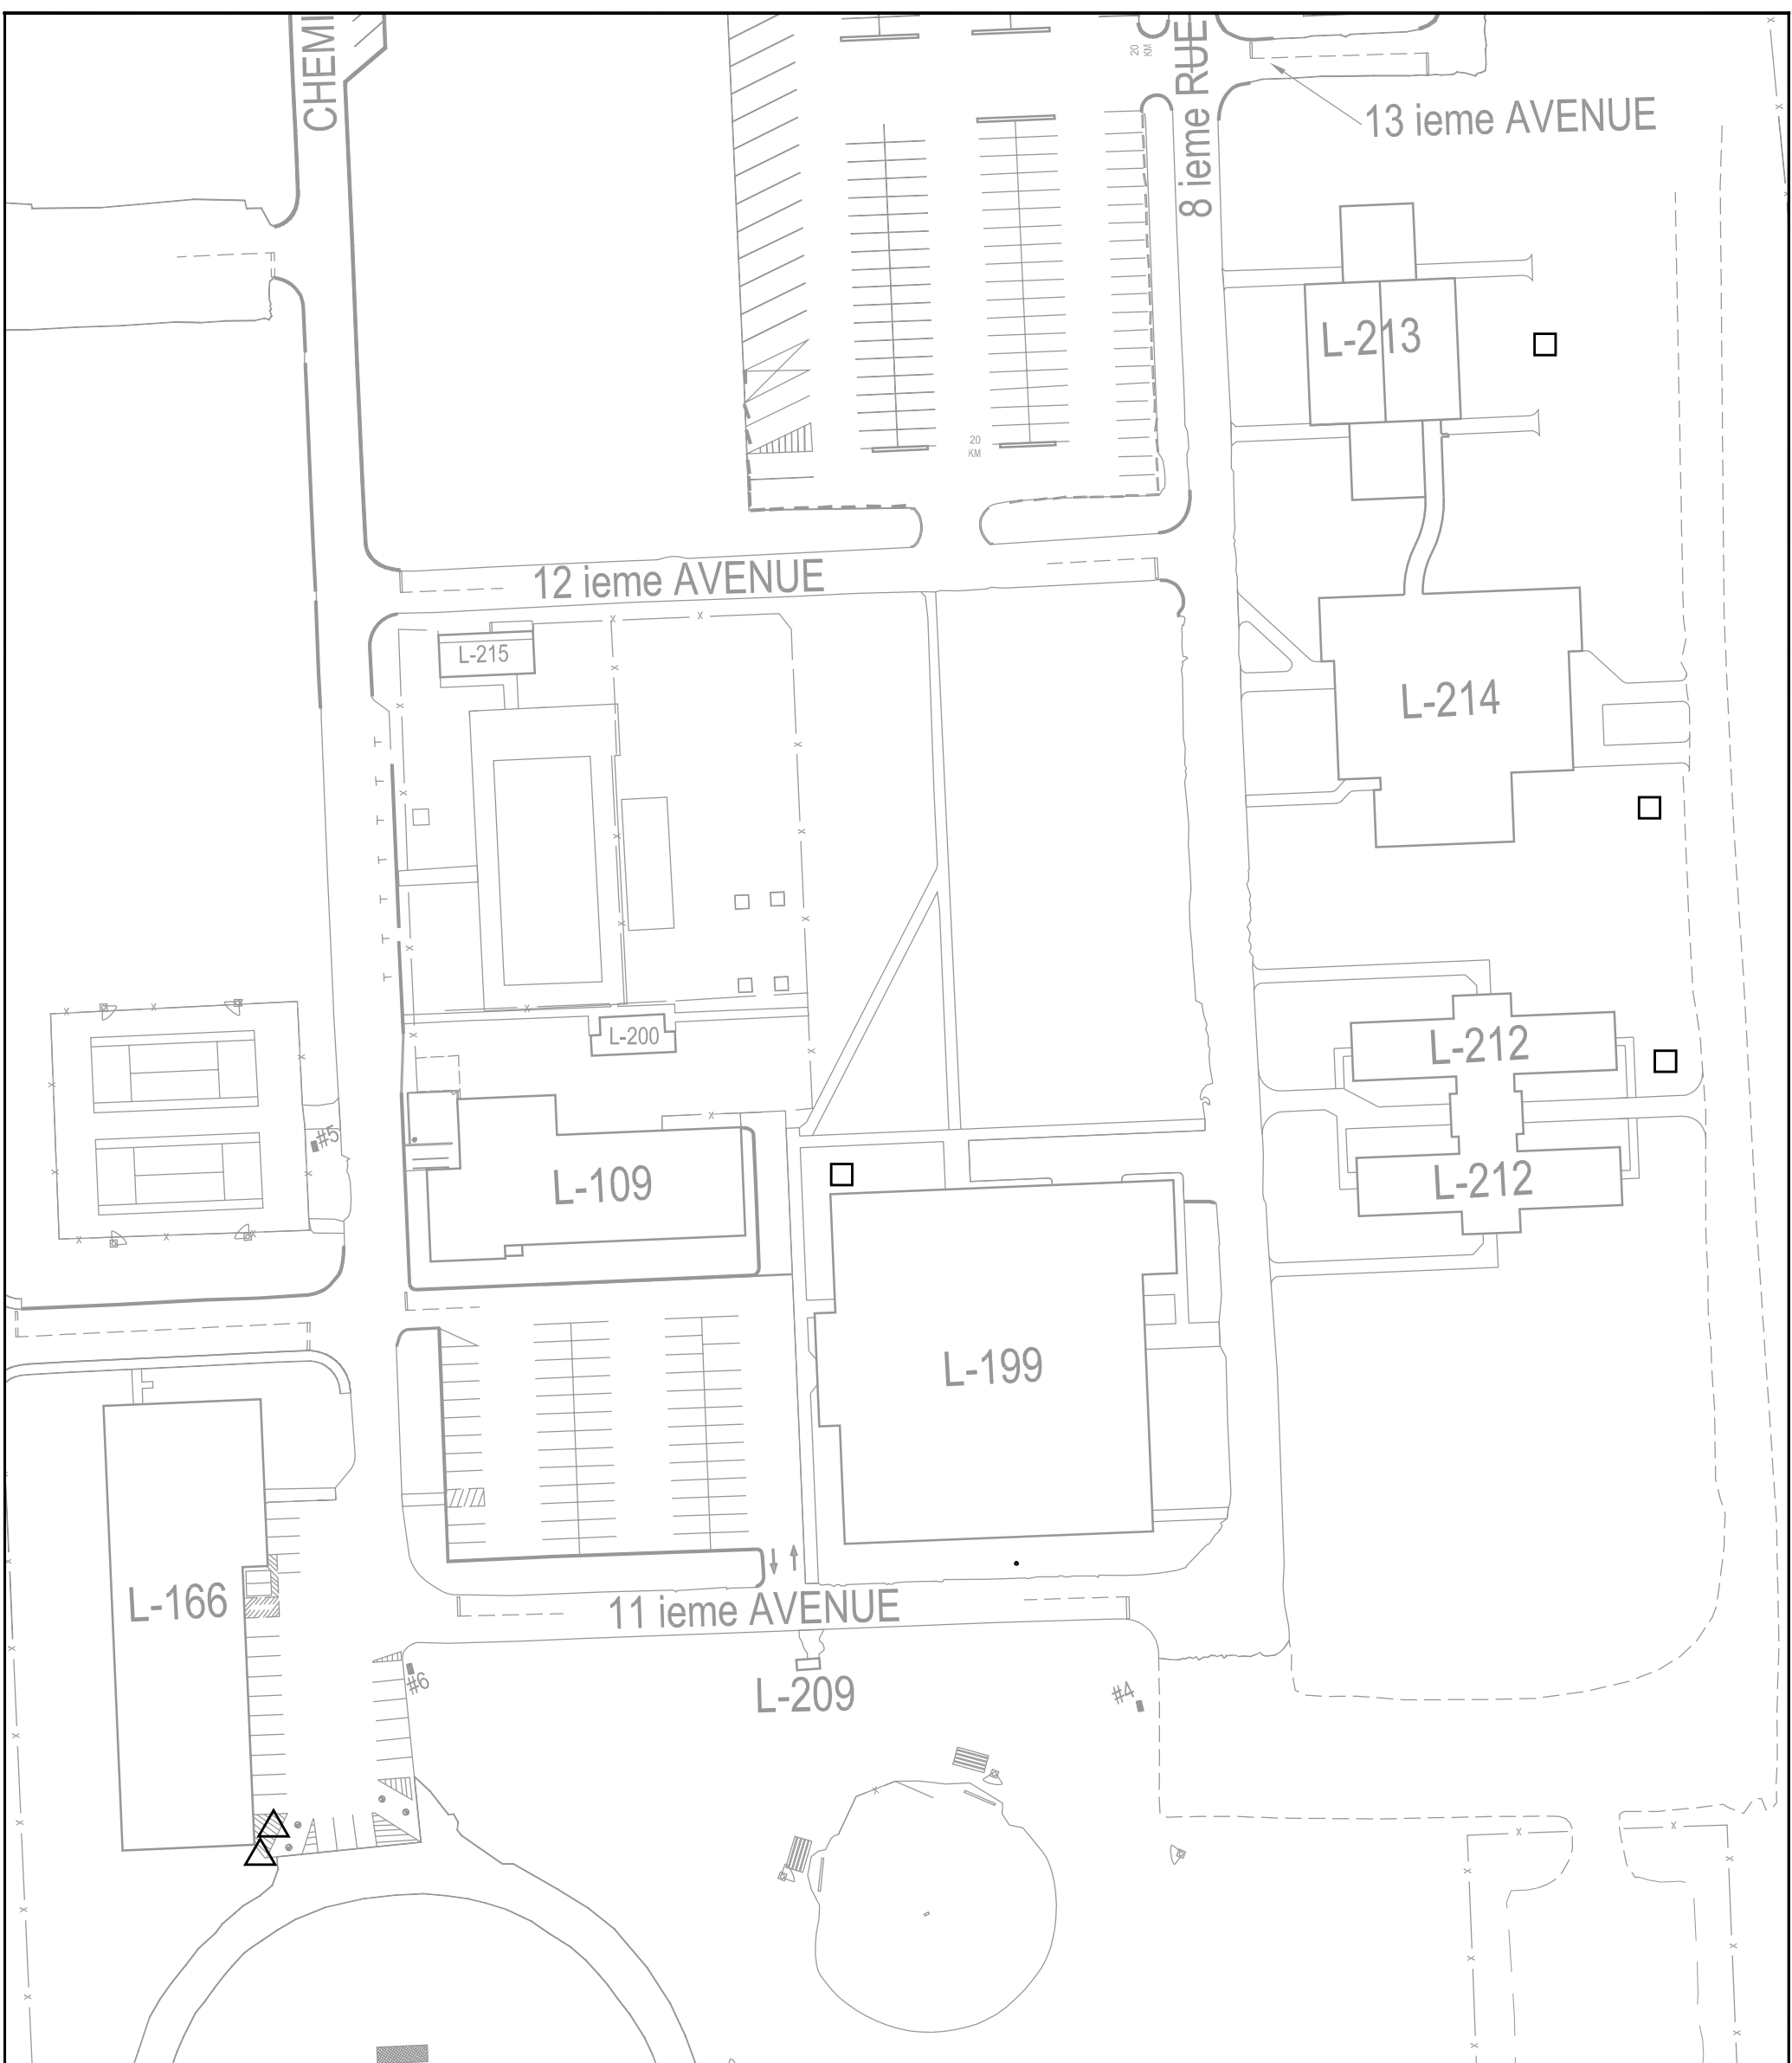 CHEMI
20
KM
8 ieme RUE
13 ieme AVENUE
L-213
20
KM
12 ieme AVENUE
L-215
L-214
L-200
L-212
#5
L-109
L-212
L-199
L-166
11 ieme AVENUE
#6
L-209
#4